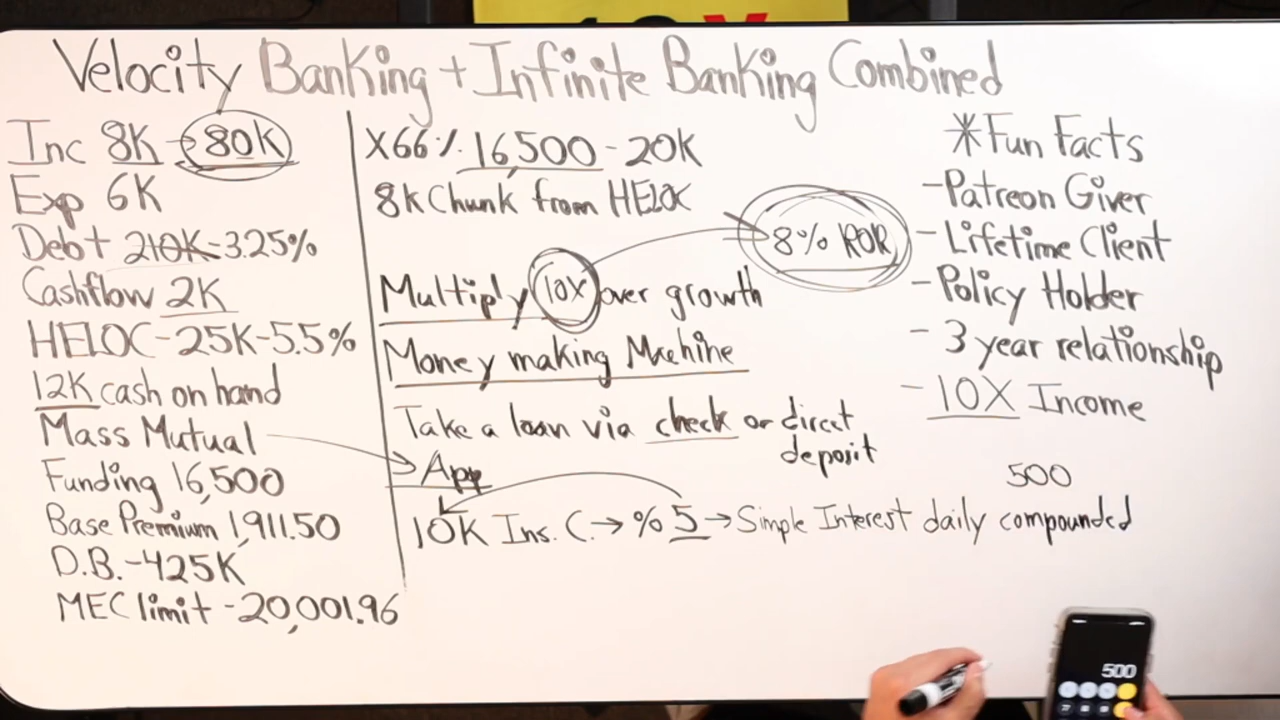 Velocity Banking + Infinite Banking Combined
Inc 8K → 80K
Exp 6K
Debt 210K-3.25%
Cashflow 2K
HELOC-25K-5.5%
12K cash on hand
Mass Mutual
Funding 16,500
Base Premium 1,911.50
D.B.-425K
MEC limit - 20,001.96
X66% 16,500 - 20K
8K Chunk from HELOC
8% ROR
Multiply 10X over growth
Money making Machine
Take a loan via check or direct
deposit
App
10K Ins. C. → % 5 → Simple Interest daily compounded
*Fun Facts
- Patreon Giver
- Lifetime Client
- Policy Holder
- 3 year relationship
- 10X Income
500
500